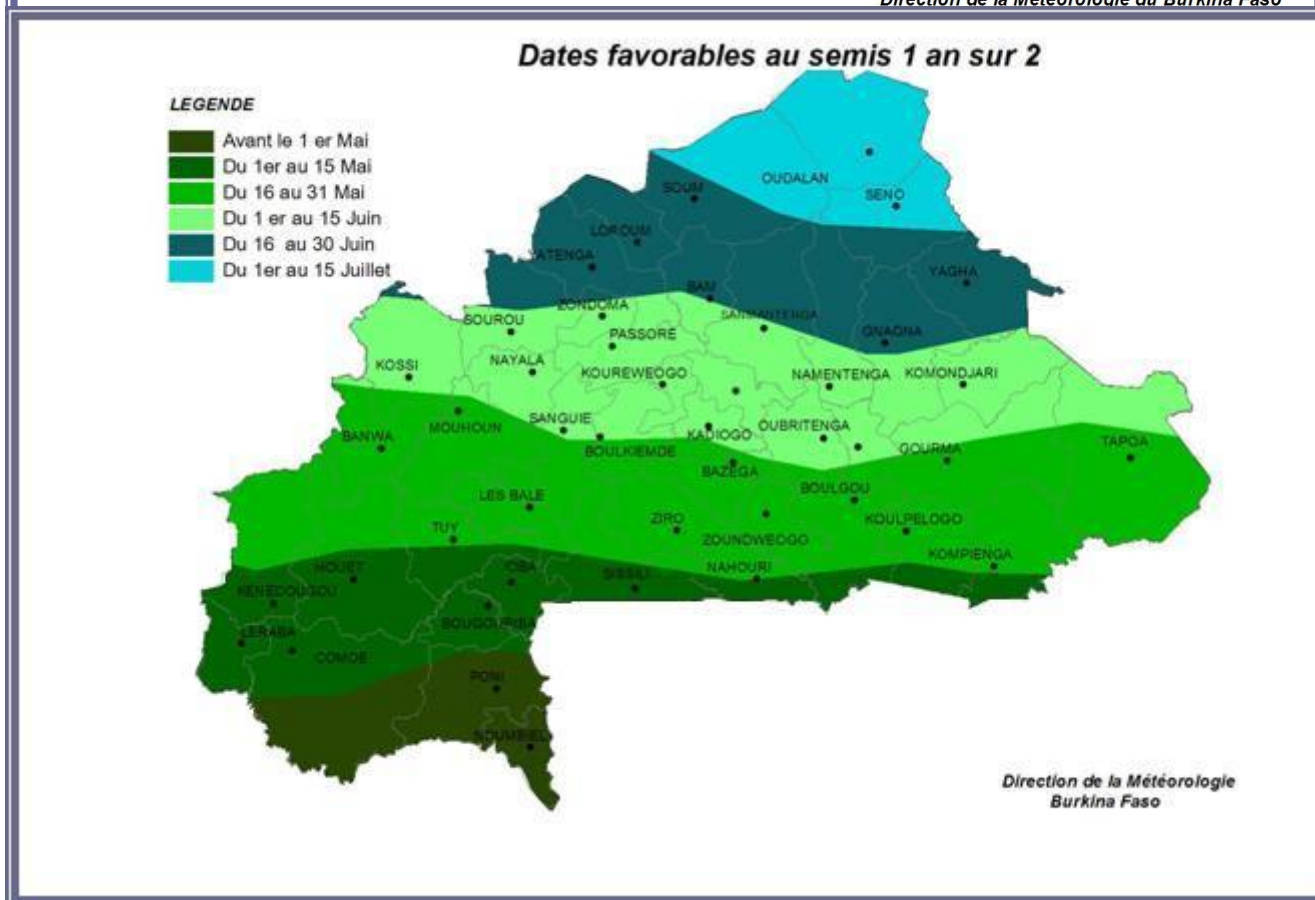 Direction de la Météorologie du Burkina Faso
Dates favorables au semis 1 an sur 2
LEGENDE
Avant le 1 er Mai
Du 1er au 15 Mai
Du 16 au 31 Mai
Du 1 er au 15 Juin
Du 16 au 30 Juin
Du 1er au 15 Juillet
OUDALAN
SOUM
SENO
LOROUM
YATENGA
YAGHA
BAM
ZONDOMA
SANMANTENGA
SOUROU
PASSORE
GNAGNA
KOSSI
NAYALA
KOUREWEOGO
NAMENTENGA
KOMONDJARI
SANGUIE
MOUHOUN
KADIOGO
OUBRITENGA
BANWA
BOULKIEMDE
GOURMA
TAPOA
BAZEGA
BOULGOU
LES BALE
ZIRO
KOULPELOGO
TUY
ZOUNDWEOGO
KOMPIENGA
HOUET
IOBA
SISSILI
NAHOURI
KENEDOUGOU
LERABA
BOUGOURIBA
COMOE
PONI
NOUMBIEL
Direction de la Météorologie
Burkina Faso